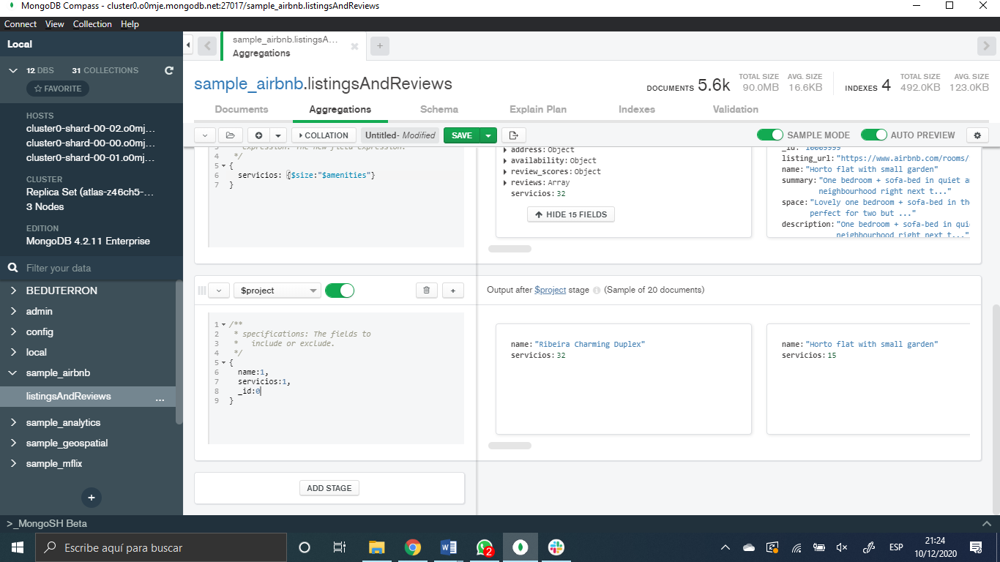 MongoDB Compass - cluster0.o0mje.mongodb.net:27017/sample_airbnb.listingsAndReviews
Connect View Collection Help
Local
12 DBS 31 COLLECTIONS
FAVORITE
HOSTS
cluster0-shard-00-02.o0mj...
cluster0-shard-00-00.o0mj...
cluster0-shard-00-01.o0mj...
CLUSTER
Replica Set (atlas-z46ch5-...
3 Nodes
EDITION
MongoDB 4.2.11 Enterprise
Filter your data
BEDUTERRON
admin
config
local
sample_airbnb
listingsAndReviews ...
sample_analytics
sample_geospatial
sample_mflix
+
sample_airbnb.listingsA...
Aggregations
+
sample_airbnb.listingsAndReviews
DOCUMENTS 5.6k TOTAL SIZE 90.0MB AVG. SIZE 16.6KB INDEXES 4 TOTAL SIZE 492.0KB AVG. SIZE 123.0KB
Documents Aggregations Schema Explain Plan Indexes Validation
COLLATION Untitled- Modified SAVE SAMPLE MODE AUTO PREVIEW
3 expression: The new field expression.
4 */
5 {
6 servicios: {$size:"$amenities"}
7 }
address: Object
availability: Object
review_scores: Object
reviews: Array
servicios: 32
HIDE 15 FIELDS
_id: "10009999"
listing_url: "https://www.airbnb.com/rooms/
name: "Horto flat with small garden"
summary: "One bedroom + sofa-bed in quiet a
neighbourhood right next t..."
space: "Lovely one bedroom + sofa-bed in th
perfect for two but ..."
description: "One bedroom + sofa-bed in qui
neighbourhood right next t..."
$project
+
Output after $project stage (Sample of 20 documents)
1 /**
2 * specifications: The fields to
3 * include or exclude.
4 */
5 {
6 name:1,
7 servicios:1,
8 _id:0
9 }
name: "Ribeira Charming Duplex"
servicios: 32
name: "Horto flat with small garden"
servicios: 15
ADD STAGE
>_MongoSH Beta
Escribe aquí para buscar
2
ESP
21:24
10/12/2020